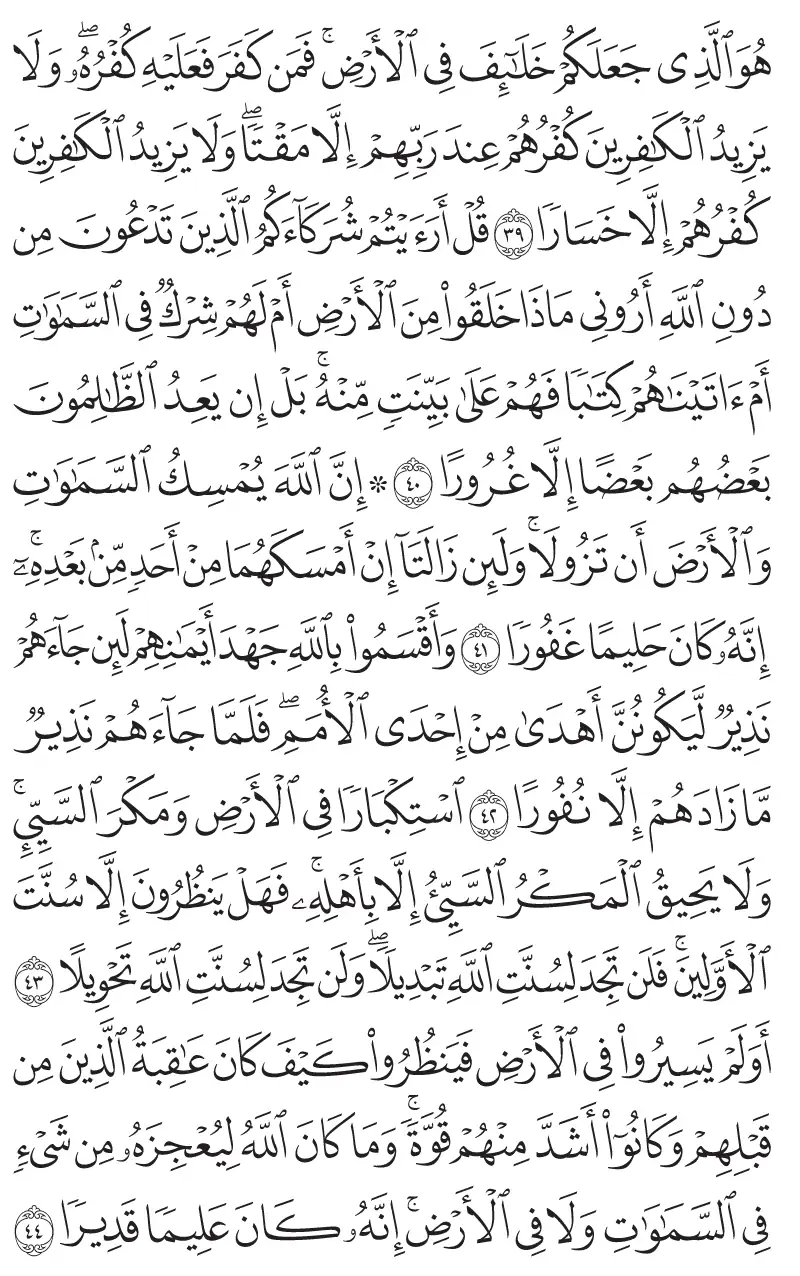 هُوَ ٱلَّذِى جَعَلَكُمْ خَلَٰٓئِفَ فِى ٱلْأَرْضِ ۚ فَمَن كَفَرَ فَعَلَيْهِ كُفْرُهُۥ ۖ وَلَا
يَزِيدُ ٱلْكَٰفِرِينَ كُفْرُهُمْ عِندَ رَبِّهِمْ إِلَّا مَقْتًا ۖ وَلَا يَزِيدُ ٱلْكَٰفِرِينَ
كُفْرُهُمْ إِلَّا خَسَارًا ٣٩ قُلْ أَرَءَيْتُمْ شُرَكَآءَكُمُ ٱلَّذِينَ تَدْعُونَ مِن
دُونِ ٱللَّهِ أَرُونِى مَاذَا خَلَقُوا۟ مِنَ ٱلْأَرْضِ أَمْ لَهُمْ شِرْكٌ فِى ٱلسَّمَٰوَٰتِ
أَمْ ءَاتَيْنَٰهُمْ كِتَٰبًا فَهُمْ عَلَىٰ بَيِّنَتٍ مِّنْهُ ۚ بَلْ إِن يَعِدُ ٱلظَّٰلِمُونَ
بَعْضُهُم بَعْضًا إِلَّا غُرُورًا ٤٠ ۞ إِنَّ ٱللَّهَ يُمْسِكُ ٱلسَّمَٰوَٰتِ
وَٱلْأَرْضَ أَن تَزُولَا ۚ وَلَئِن زَالَتَآ إِنْ أَمْسَكَهُمَا مِنْ أَحَدٍ مِّنۢ بَعْدِهِۦٓ ۚ
إِنَّهُۥ كَانَ حَلِيمًا غَفُورًا ٤١ وَأَقْسَمُوا۟ بِٱللَّهِ جَهْدَ أَيْمَٰنِهِمْ لَئِن جَآءَهُمْ
نَذِيرٌ لَّيَكُونُنَّ أَهْدَىٰ مِنْ إِحْدَى ٱلْأُمَمِ ۖ فَلَمَّا جَآءَهُمْ نَذِيرٌ
مَّا زَادَهُمْ إِلَّا نُفُورًا ٤٢ ٱسْتِكْبَارًا فِى ٱلْأَرْضِ وَمَكْرَ ٱلسَّيِّئِ ۚ
وَلَا يَحِيقُ ٱلْمَكْرُ ٱلسَّيِّئُ إِلَّا بِأَهْلِهِۦ ۚ فَهَلْ يَنظُرُونَ إِلَّا سُنَّتَ
ٱلْأَوَّلِينَ ۚ فَلَن تَجِدَ لِسُنَّتِ ٱللَّهِ تَبْدِيلًا ۖ وَلَن تَجِدَ لِسُنَّتِ ٱللَّهِ تَحْوِيلًا ٤٣
أَوَلَمْ يَسِيرُوا۟ فِى ٱلْأَرْضِ فَيَنظُرُوا۟ كَيْفَ كَانَ عَٰقِبَةُ ٱلَّذِينَ مِن
قَبْلِهِمْ وَكَانُوٓا۟ أَشَدَّ مِنْهُمْ قُوَّةً ۚ وَمَا كَانَ ٱللَّهُ لِيُعْجِزَهُۥ مِن شَىْءٍ
فِى ٱلسَّمَٰوَٰتِ وَلَا فِى ٱلْأَرْضِ ۚ إِنَّهُۥ كَانَ عَلِيمًا قَدِيرًا ٤٤